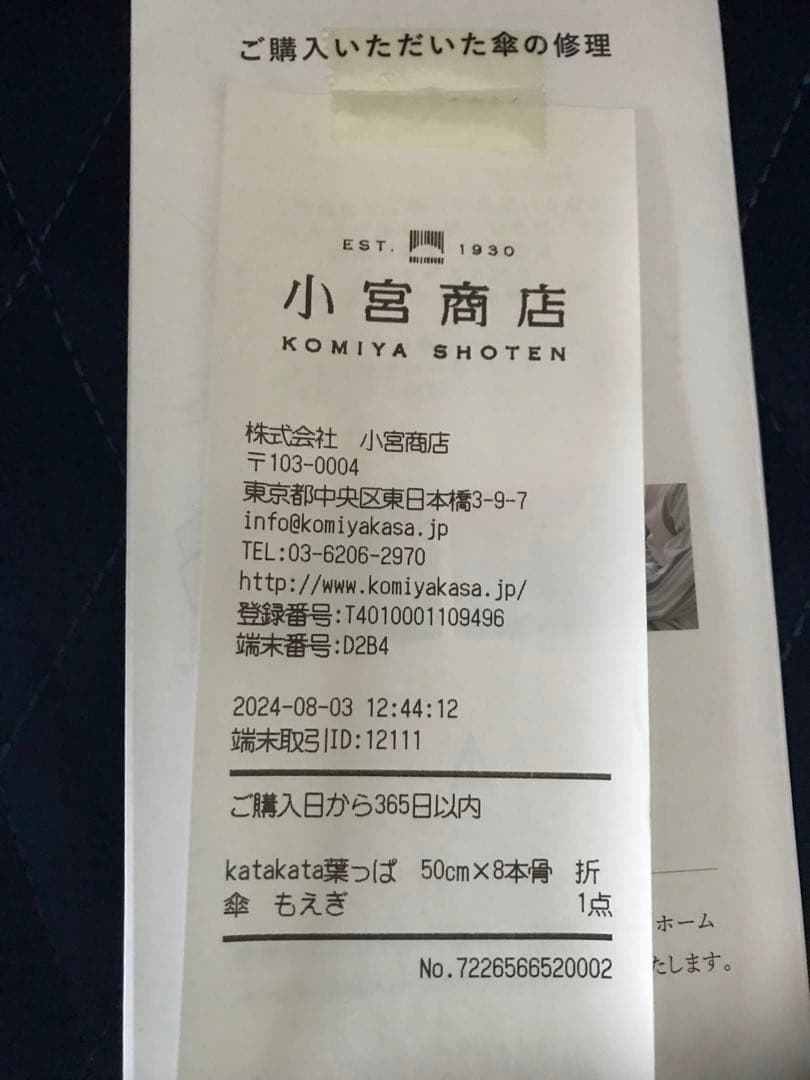 ご購入いただいた傘の修理
EST. 1930
小宮商店
KOMIYA SHOTEN
株式会社 小宮商店
〒103-0004
東京都中央区東日本橋3-9-7
info@komiyakasa.jp
TEL:03-6206-2970
http://www.komiyakasa.jp/
登録番号:T4010001109496
端末番号:D2B4
2024-08-03 12:44:12
端末取引ID:12111
ご購入日から365日以内
katakata葉っぱ 50cm×8本骨 折
傘 もえぎ 1点
No.7226566520002
ホーム
たします。